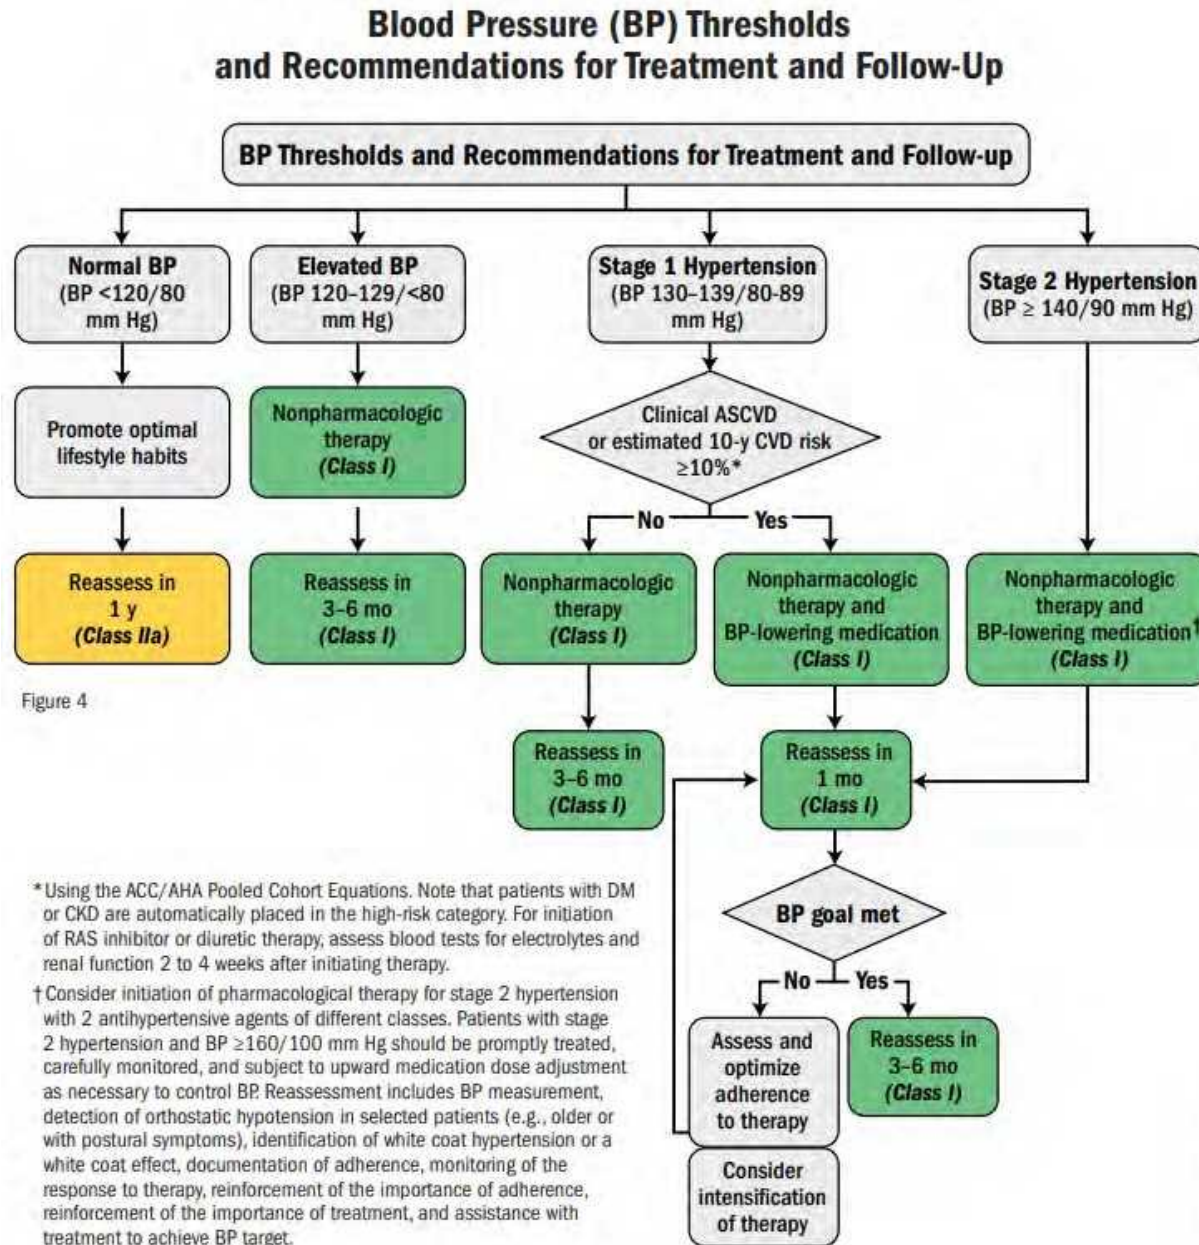 Blood Pressure (BP) Thresholds
and Recommendations for Treatment and Follow-Up
BP Thresholds and Recommendations for Treatment and Follow-up
Normal BP
(BP <120/80
mm Hg)
Elevated BP
(BP 120–129/<80
mm Hg)
Stage 1 Hypertension
(BP 130–139/80-89
mm Hg)
Stage 2 Hypertension
(BP ≥ 140/90 mm Hg)
Promote optimal
lifestyle habits
Nonpharmacologic
therapy
(Class I)
Clinical ASCVD
or estimated 10-y CVD risk
≥10%*
No
Yes
Reassess in
1 y
(Class IIa)
Reassess in
3–6 mo
(Class I)
Nonpharmacologic
therapy
(Class I)
Nonpharmacologic
therapy and
BP-lowering medication
(Class I)
Nonpharmacologic
therapy and
BP-lowering medication†
(Class I)
Figure 4
Reassess in
3–6 mo
(Class I)
Reassess in
1 mo
(Class I)
BP goal met
No
Yes
Assess and
optimize
adherence
to therapy
Reassess in
3–6 mo
(Class I)
Consider
intensification
of therapy
*Using the ACC/AHA Pooled Cohort Equations. Note that patients with DM
or CKD are automatically placed in the high-risk category. For initiation
of RAS inhibitor or diuretic therapy, assess blood tests for electrolytes and
renal function 2 to 4 weeks after initiating therapy.
†Consider initiation of pharmacological therapy for stage 2 hypertension
with 2 antihypertensive agents of different classes. Patients with stage
2 hypertension and BP ≥160/100 mm Hg should be promptly treated,
carefully monitored, and subject to upward medication dose adjustment
as necessary to control BP. Reassessment includes BP measurement,
detection of orthostatic hypotension in selected patients (e.g., older or
with postural symptoms), identification of white coat hypertension or a
white coat effect, documentation of adherence, monitoring of the
response to therapy, reinforcement of the importance of adherence,
reinforcement of the importance of treatment, and assistance with
treatment to achieve BP target.